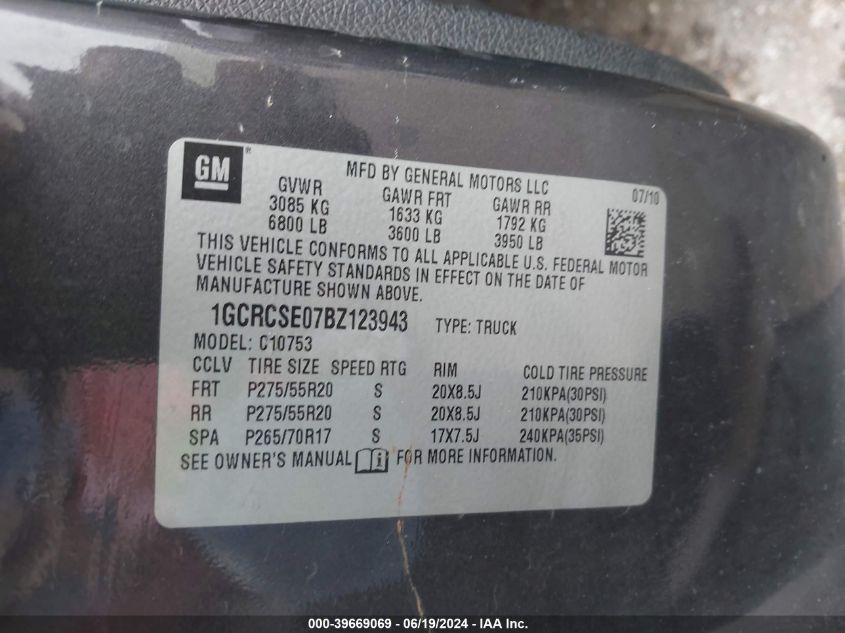 GM®
MFD BY GENERAL MOTORS LLC
07/10
GVWR GAWR FRT GAWR RR
3085 KG 1633 KG 1792 KG
6800 LB 3600 LB 3950 LB
THIS VEHICLE CONFORMS TO ALL APPLICABLE U.S. FEDERAL MOTOR
VEHICLE SAFETY STANDARDS IN EFFECT ON THE DATE OF
MANUFACTURE SHOWN ABOVE.
1GCRCSE07BZ123943 TYPE: TRUCK
MODEL: C10753
CCLV TIRE SIZE SPEED RTG RIM COLD TIRE PRESSURE
FRT P275/55R20 S 20X8.5J 210KPA(30PSI)
RR P275/55R20 S 20X8.5J 210KPA(30PSI)
SPA P265/70R17 S 17X7.5J 240KPA(35PSI)
SEE OWNER'S MANUAL i FOR MORE INFORMATION.
000-39669069 - 06/19/2024 - IAA Inc.